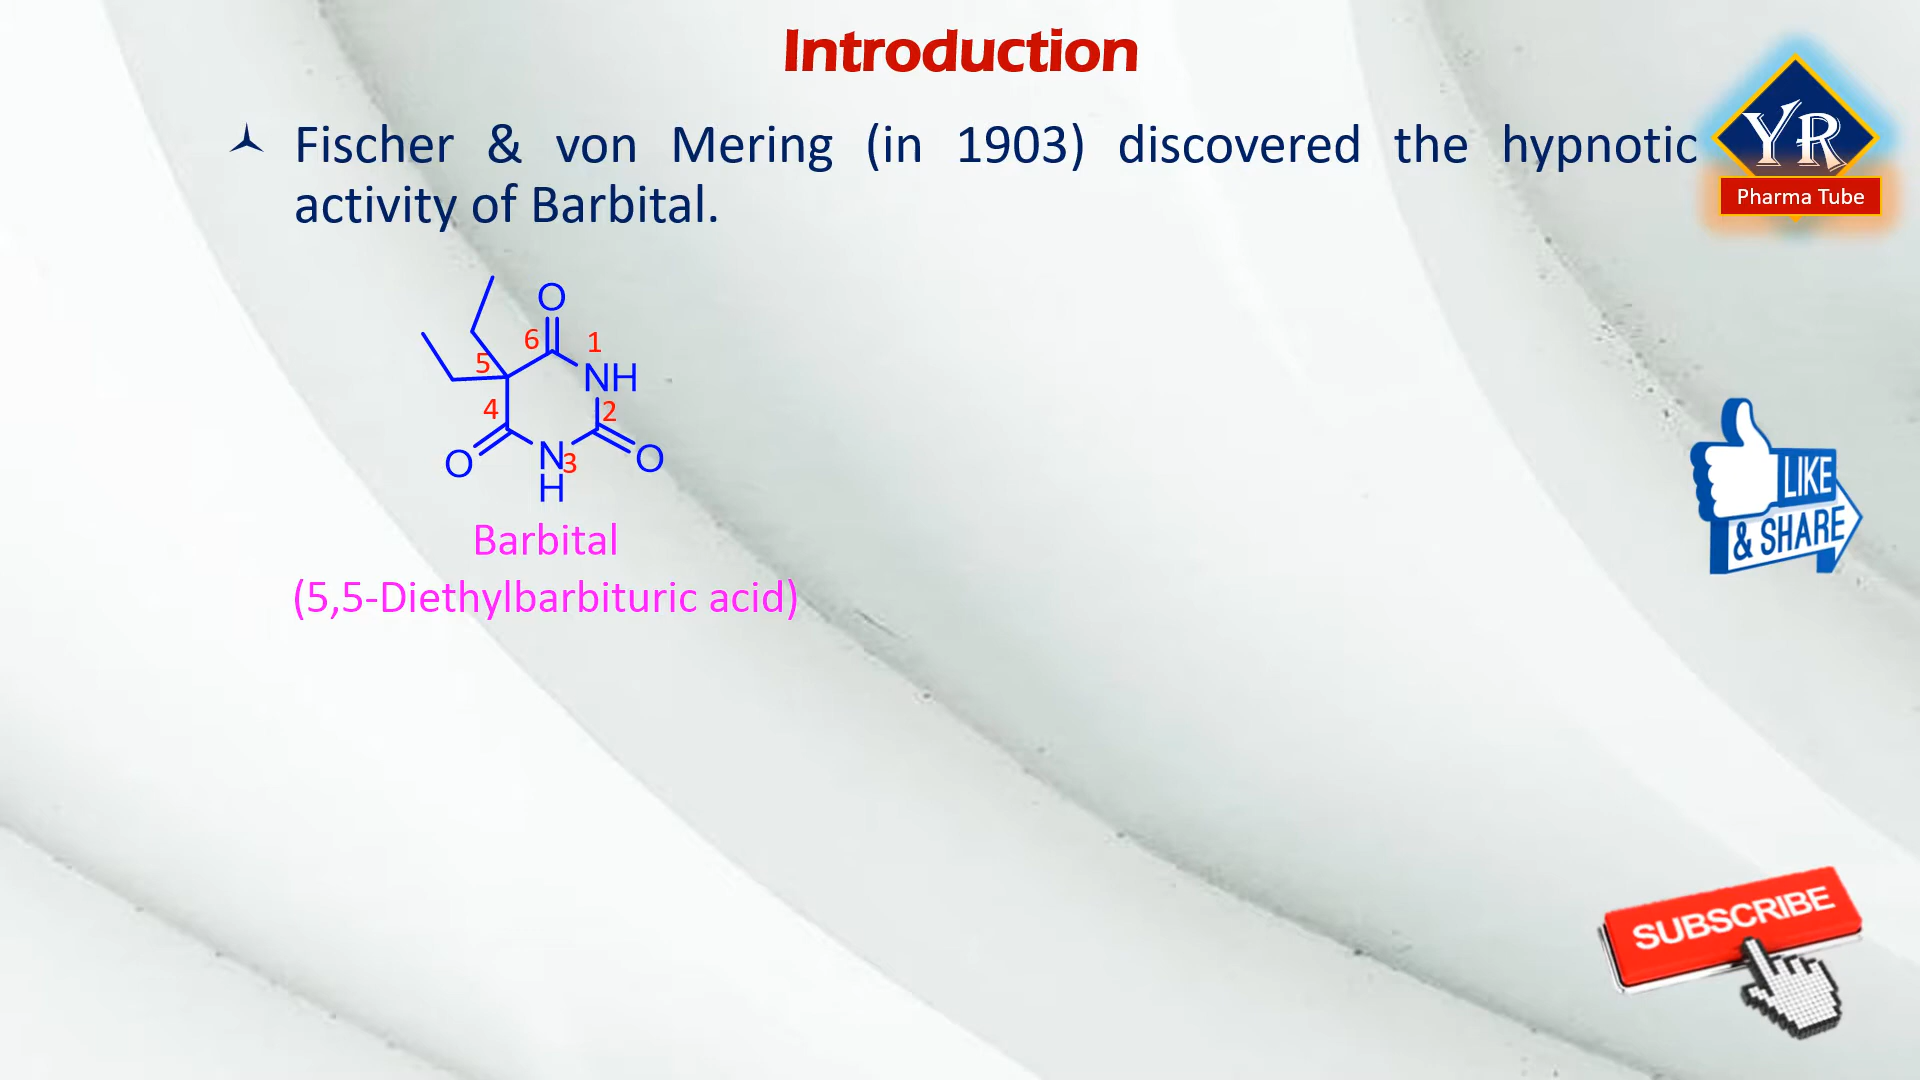 Introduction
Fischer & von Mering (in 1903) discovered the hypnotic
activity of Barbital.
YR
Pharma Tube
O
6
1
5
NH
4
2
O
N
3
O
H
Barbital
(5,5-Diethylbarbituric acid)
LIKE
& SHARE
SUBSCRIBE